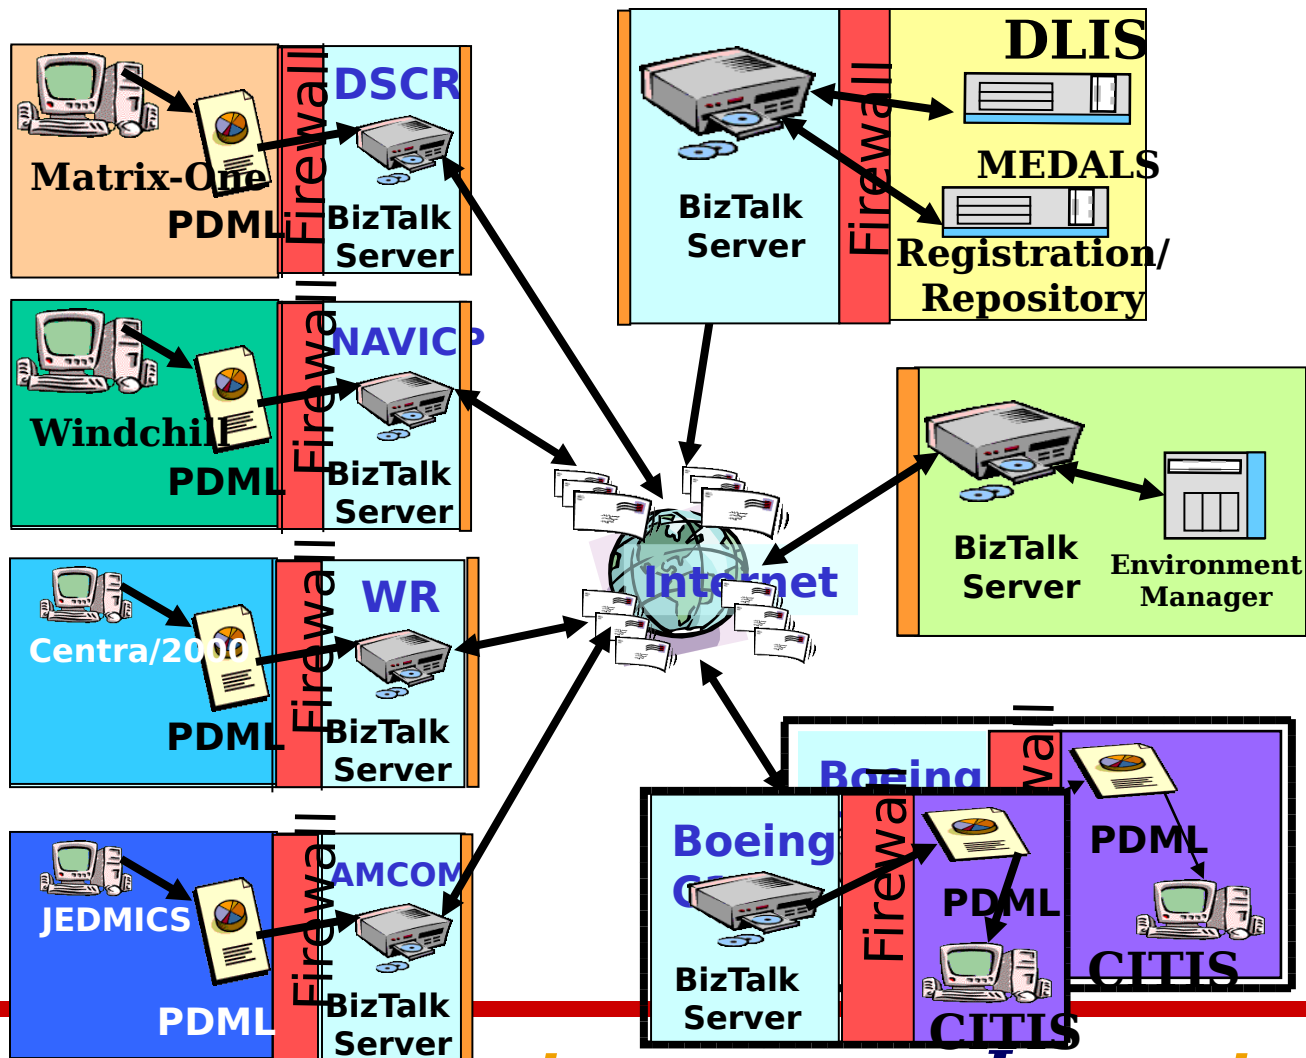 DSCR
Firewall
Matrix-One
PDML
BizTalk
Server
DLIS
Firewall
MEDALS
BizTalk
Server
Registration/
Repository
NAVICP
Firewall
Windchill
PDML
BizTalk
Server
BizTalk
Server
Environment
Manager
Internet
WR
Firewall
Centra/2000
PDML
BizTalk
Server
AMCOM
Firewall
JEDMICS
PDML
BizTalk
Server
Boeing
PDML
CITIS
Boeing
Firewall
PDML
BizTalk
Server
CITIS